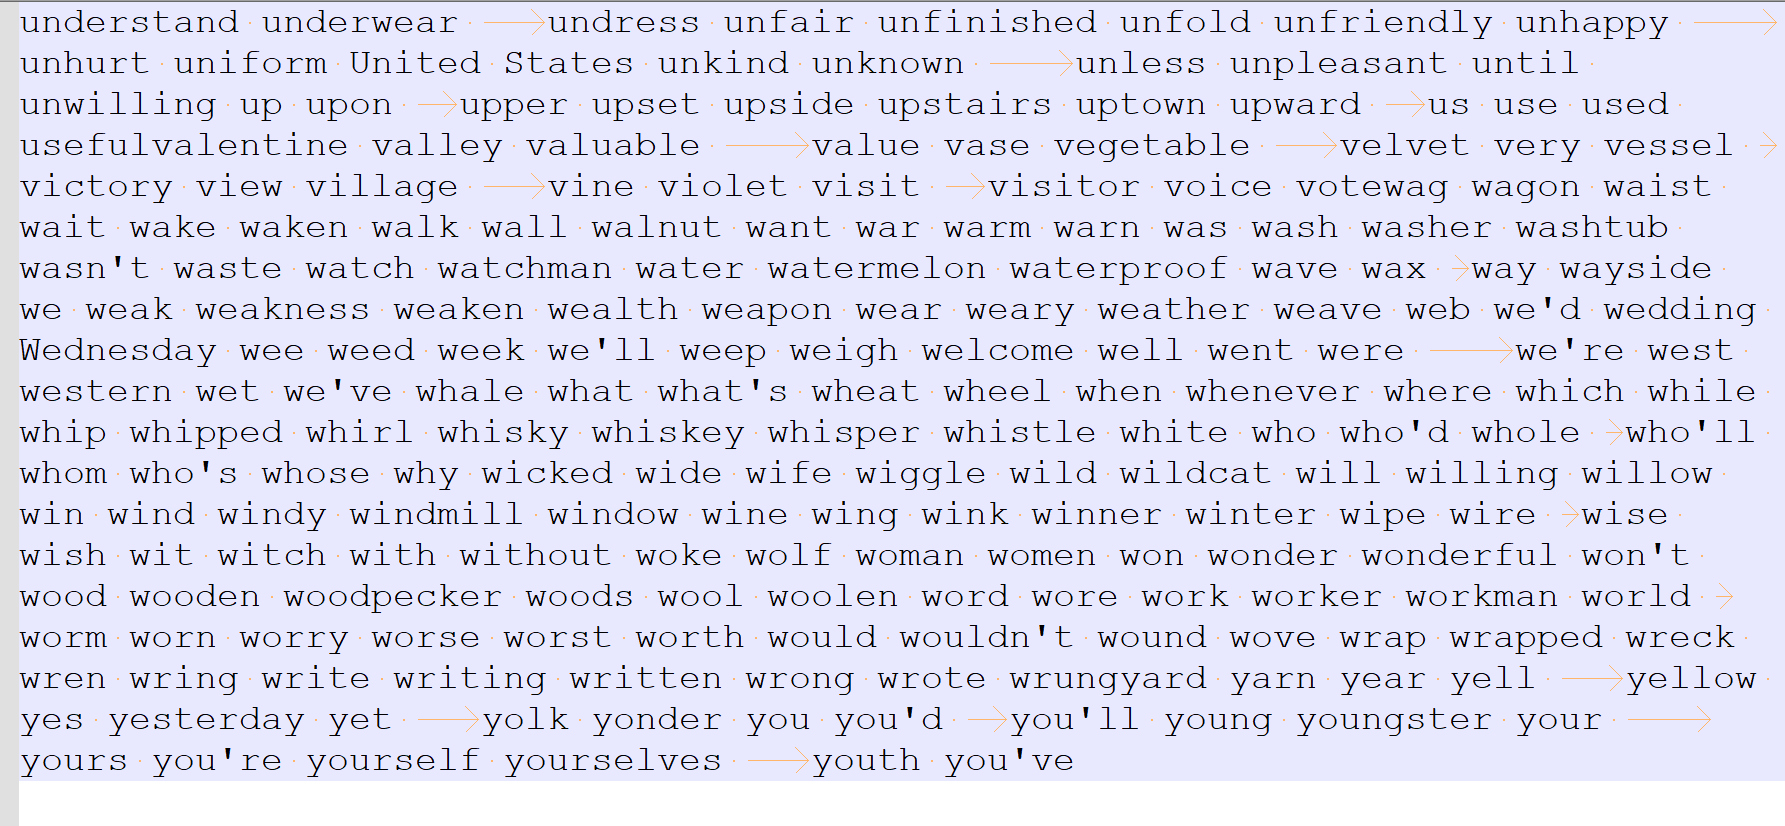 understand underwear undress unfair unfinished unfold unfriendly unhappy
unhurt uniform United States unkind unknown unless unpleasant until
unwilling up upon upper upset upside upstairs uptown upward us use used
usefulvalentine valley valuable value vase vegetable velvet very vessel
victory view village vine violet visit visitor voice votewag wagon waist
wait wake waken walk wall walnut want war warm warn was wash washer washtub
wasn't waste watch watchman water watermelon waterproof wave wax way wayside
we weak weakness weaken wealth weapon wear weary weather weave web we'd wedding
Wednesday wee weed week we'll weep weigh welcome well went were we're west
western wet we've whale what what's wheat wheel when whenever where which while
whip whipped whirl whisky whiskey whisper whistle white who who'd whole who'll
whom who's whose why wicked wide wife wiggle wild wildcat will willing willow
win wind windy windmill window wine wing wink winner winter wipe wire wise
wish wit witch with without woke wolf woman women won wonder wonderful won't
wood wooden woodpecker woods wool woolen word wore work worker workman world
worm worn worry worse worst worth would wouldn't wound wove wrap wrapped wreck
wren wring write writing written wrong wrote wrungyard yarn year yell yellow
yes yesterday yet yolk yonder you you'd you'll young youngster your
yours you're yourself yourselves youth you've